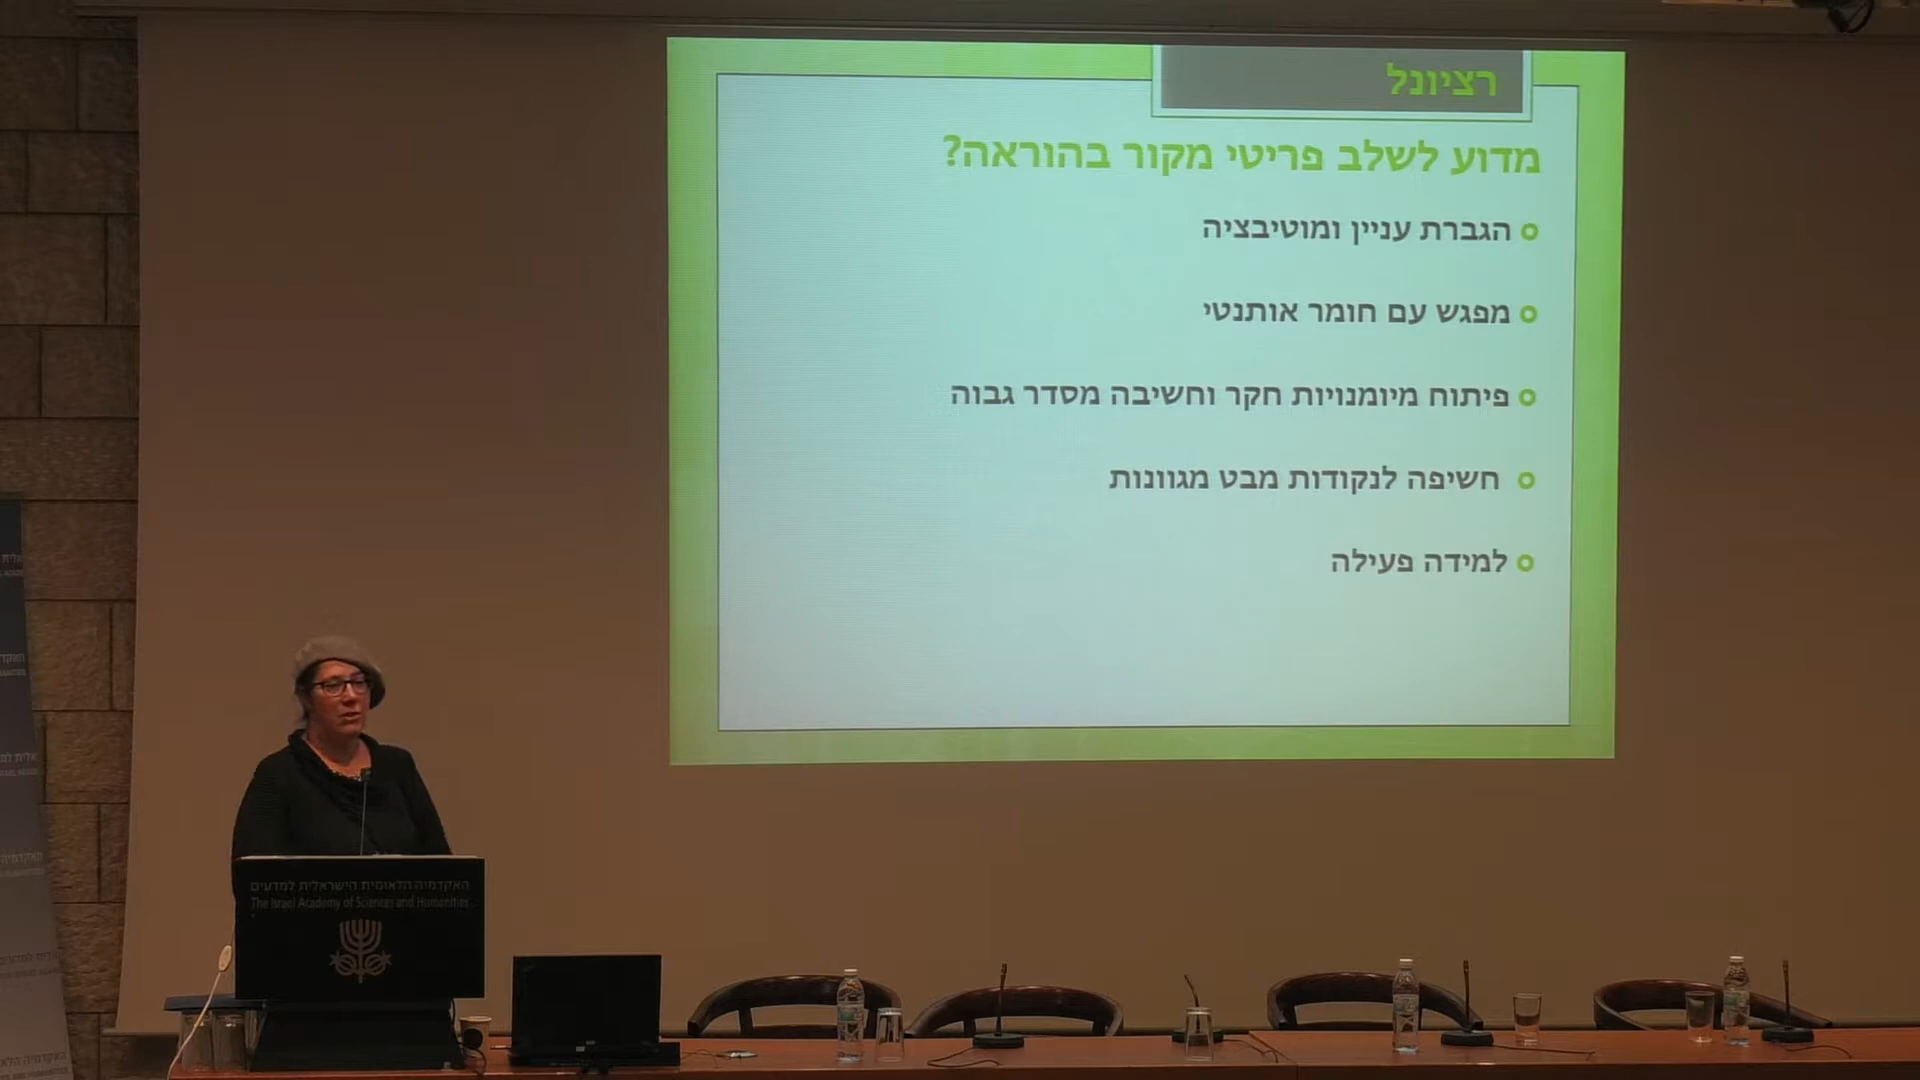 רציונל
מדוע לשלב פריטי מקור בהוראה?
הגברת עניין ומוטיבציה
מפגש עם חומר אותנטי
פיתוח מיומנויות חקר וחשיבה מסדר גבוה
חשיפה לנקודות מבט מגוונות
למידה פעילה
האקדמיה הלאומית הישראלית למדעים
The Israel Academy of Sciences and Humanities